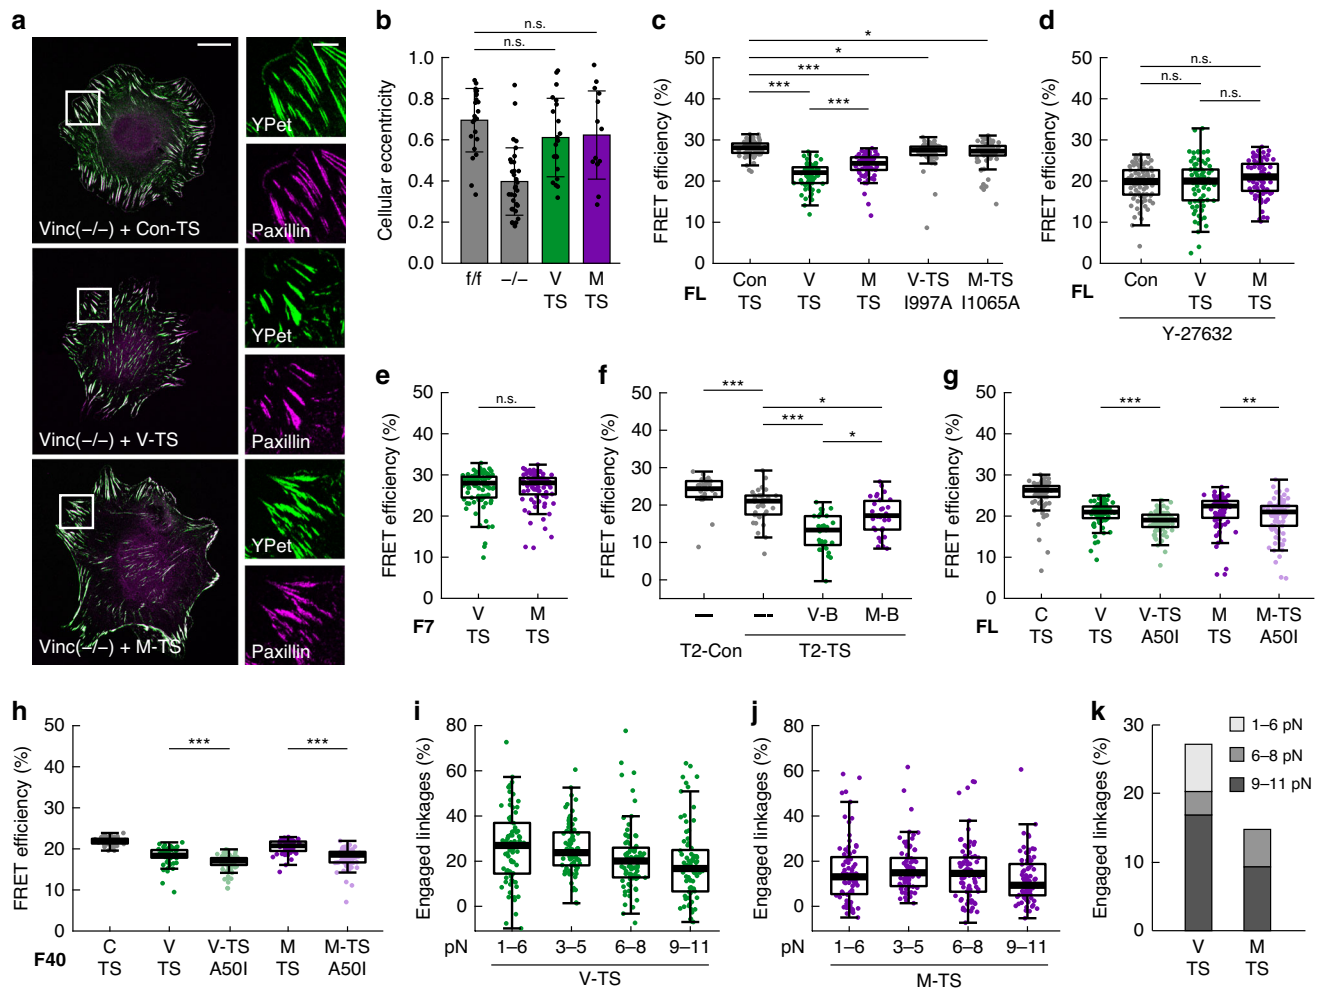 a
YPet
Paxillin
Vinc(−/−) + Con-TS
YPet
Paxillin
Vinc(−/−) + V-TS
YPet
Paxillin
Vinc(−/−) + M-TS
b
n.s.
n.s.
Cellular eccentricity
1.0
0.8
0.6
0.4
0.2
0.0
f/f −/− V TS M TS
c
*
*
***
*** ***
FRET efficiency (%)
50
40
30
20
10
0
FL
Con TS V TS M TS V-TS I997A M-TS I1065A
d
n.s.
n.s.
n.s.
FRET efficiency (%)
50
40
30
20
10
0
FL
Con V TS M TS
Y-27632
e
n.s.
FRET efficiency (%)
50
40
30
20
10
0
F7
V TS M TS
f
***
*
***
*
FRET efficiency (%)
50
40
30
20
10
0
V-B M-B
T2-Con T2-TS
g
*** **
FRET efficiency (%)
50
40
30
20
10
0
FL
C TS V TS V-TS A50I M TS M-TS A50I
h
*** ***
FRET efficiency (%)
50
40
30
20
10
0
F40
C TS V TS V-TS A50I M TS M-TS A50I
i
Engaged linkages (%)
80
60
40
20
0
pN 1–6 3–5 6–8 9–11
V-TS
j
Engaged linkages (%)
80
60
40
20
0
pN 1–6 3–5 6–8 9–11
M-TS
k
Engaged linkages (%)
30
20
10
0
1–6 pN
6–8 pN
9–11 pN
V TS M TS